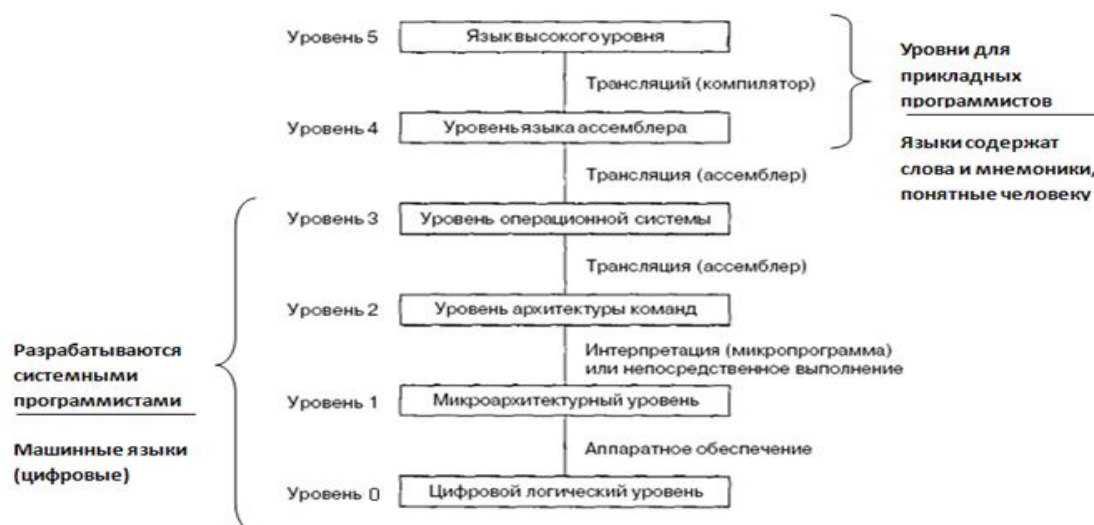 Уровень 5
Язык высокого уровня
Трансляций (компилятор)
Уровень 4
Уровень языка ассемблера
Трансляция (ассемблер)
Уровень 3
Уровень операционной системы
Трансляция (ассемблер)
Уровень 2
Уровень архитектуры команд
Интерпретация (микропрограмма)
или непосредственное выполнение
Уровень 1
Микроархитектурный уровень
Аппаратное обеспечение
Уровень 0
Цифровой логический уровень
Уровни для
прикладных
программистов
Языки содержат
слова и мнемоники,
понятные человеку
Разрабатываются
системными
программистами
Машинные языки
(цифровые)